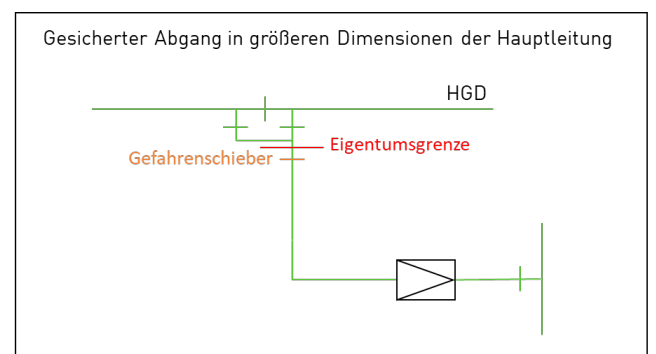 Gesicherter Abgang in größeren Dimensionen der Hauptleitung
HGD
Eigentumsgrenze
Gefahrenschieber